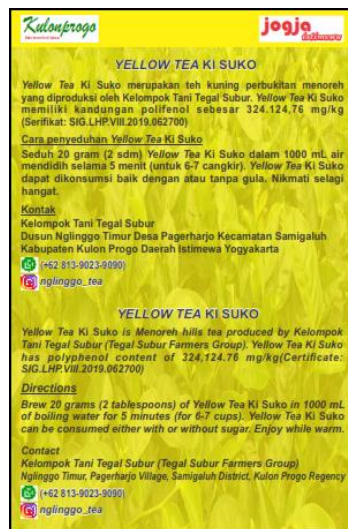 Kulonprogo
jogja
istimewa
YELLOW TEA KI SUKO
Yellow Tea Ki Suko merupakan teh kuning perbukitan menoreh
yang diproduksi oleh Kelompok Tani Tegal Subur. Yellow Tea Ki Suko
memiliki kandungan polifenol sebesar 324.124,76 mg/kg
(Serifikat: SIG.LHP.VIII.2019.062700)
Cara penyeduhan Yellow Tea Ki Suko
Seduh 20 gram (2 sdm) Yellow Tea Ki Suko dalam 1000 mL air
mendidih selama 5 menit (untuk 6-7 cangkir). Yellow Tea Ki Suko
dapat dikonsumsi baik dengan atau tanpa gula. Nikmati selagi
hangat.
Kontak
Kelompok Tani Tegal Subur
Dusun Nglinggo Timur Desa Pagerharjo Kecamatan Samigaluh
Kabupaten Kulon Progo Daerah Istimewa Yogyakarta
(+62 813-9023-9090)
nglinggo_tea
YELLOW TEA KI SUKO
Yellow Tea Ki Suko is Menoreh hills tea produced by Kelompok
Tani Tegal Subur (Tegal Subur Farmers Group). Yellow Tea Ki Suko
has polyphenol content of 324,124.76 mg/kg(Certificate:
SIG.LHP.VIII.2019.062700)
Directions
Brew 20 grams (2 tablespoons) of Yellow Tea Ki Suko in 1000 mL
of boiling water for 5 minutes (for 6-7 cups). Yellow Tea Ki Suko
can be consumed either with or without sugar. Enjoy while warm.
Contact
Kelompok Tani Tegal Subur (Tegal Subur Farmers Group)
Nglinggo Timur, Pagerharjo Village, Samigaluh District, Kulon Progo Regency
(+62 813-9023-9090)
nglinggo_tea